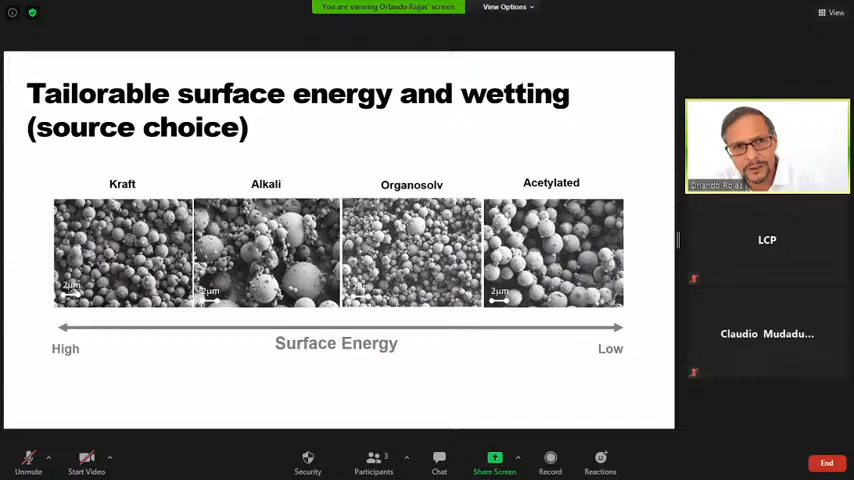 You are viewing Orlando Rojas' screen
View Options
View
Tailorable surface energy and wetting
(source choice)
Kraft
Alkali
Organosolv
Acetylated
2μm
2μm
2μm
2μm
High
Surface Energy
Low
Orlando Rojas
LCP
Claudio Mudadu...
Unmute
Start Video
Security
Participants
3
Chat
Share Screen
Record
Reactions
End